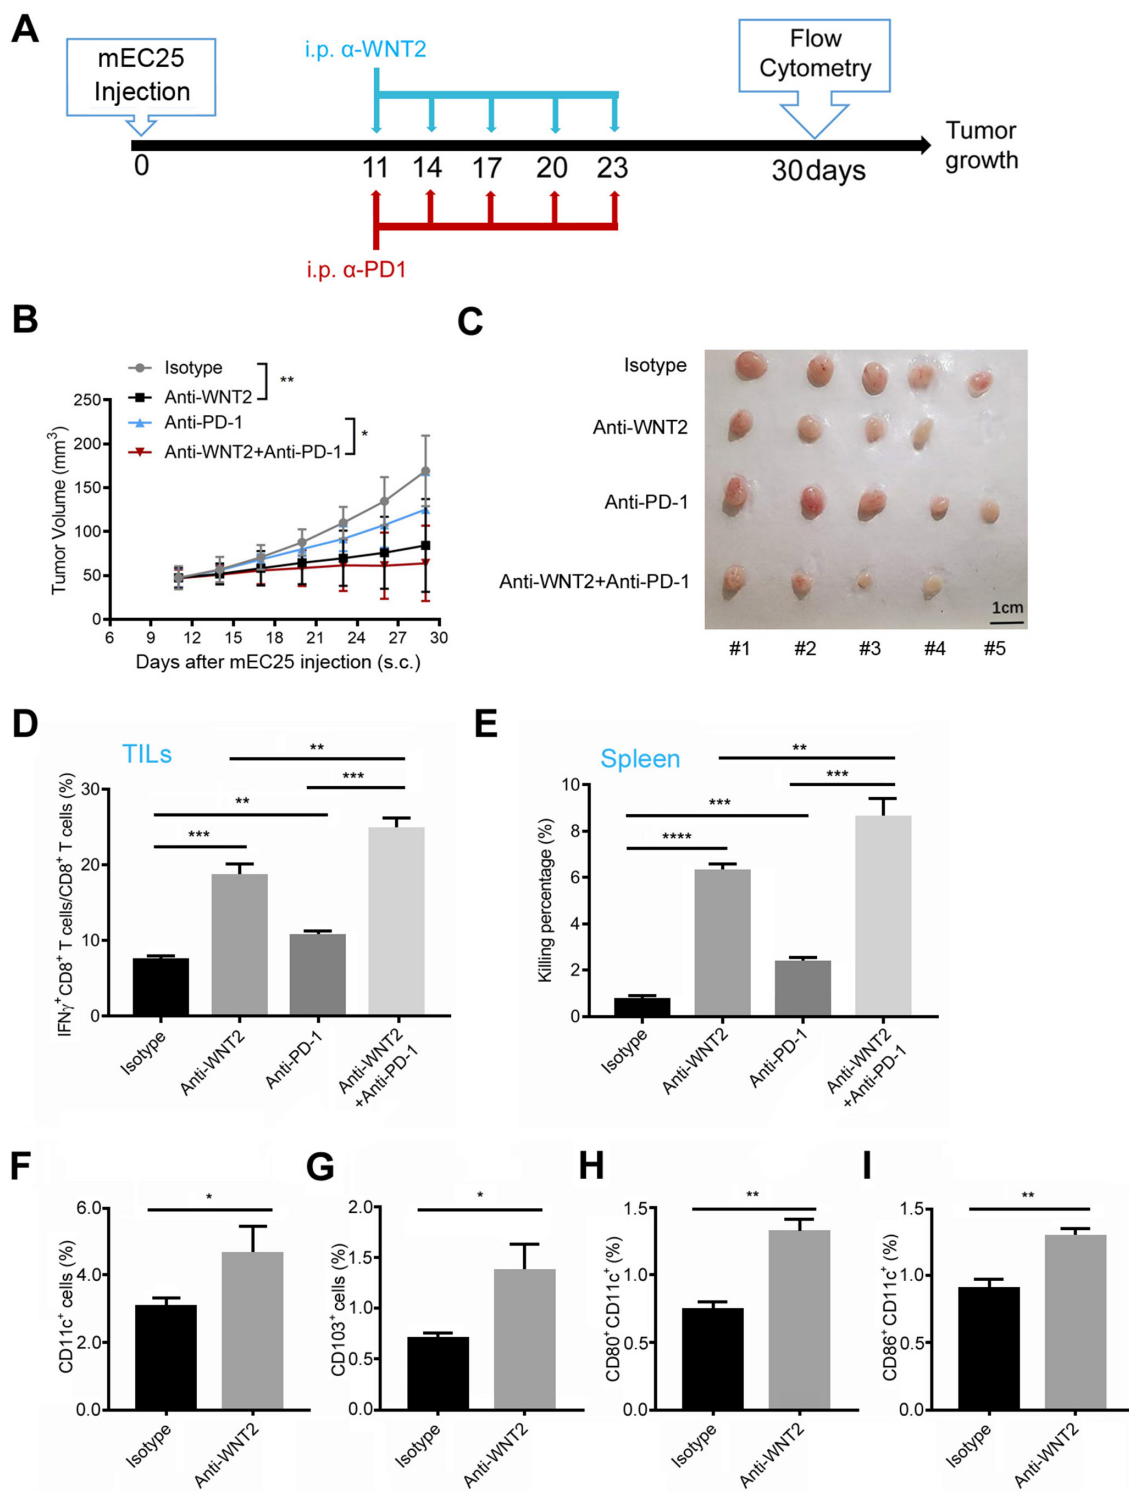 A
mEC25
Injection
i.p. α-WNT2
Flow
Cytometry
0
11
14
17
20
23
30days
Tumor
growth
i.p. α-PD1
B
Isotype
Anti-WNT2
**
Anti-PD-1
Anti-WNT2+Anti-PD-1
*
Tumor Volume (mm³)
250
200
150
100
50
0
6 9 12 15 18 21 24 27 30
Days after mEC25 injection (s.c.)
C
Isotype
Anti-WNT2
Anti-PD-1
Anti-WNT2+Anti-PD-1
1cm
#1 #2 #3 #4 #5
D
TILs
IFNγ⁺CD8⁺ T cells/CD8⁺ T cells (%)
30
20
10
0
**
***
**
***
Isotype
Anti-WNT2
Anti-PD-1
Anti-WNT2
+Anti-PD-1
E
Spleen
Killing percentage (%)
10
8
6
4
2
0
**
***
***
****
Isotype
Anti-WNT2
Anti-PD-1
Anti-WNT2
+Anti-PD-1
F
CD11c⁺ cells (%)
6.0
4.0
2.0
0.0
*
Isotype
Anti-WNT2
G
CD103⁺ cells (%)
2.0
1.5
1.0
0.5
0.0
*
Isotype
Anti-WNT2
H
CD80⁺ CD11c⁺ (%)
1.5
1.0
0.5
0.0
**
Isotype
Anti-WNT2
I
CD86⁺ CD11c⁺ (%)
1.5
1.0
0.5
0.0
**
Isotype
Anti-WNT2